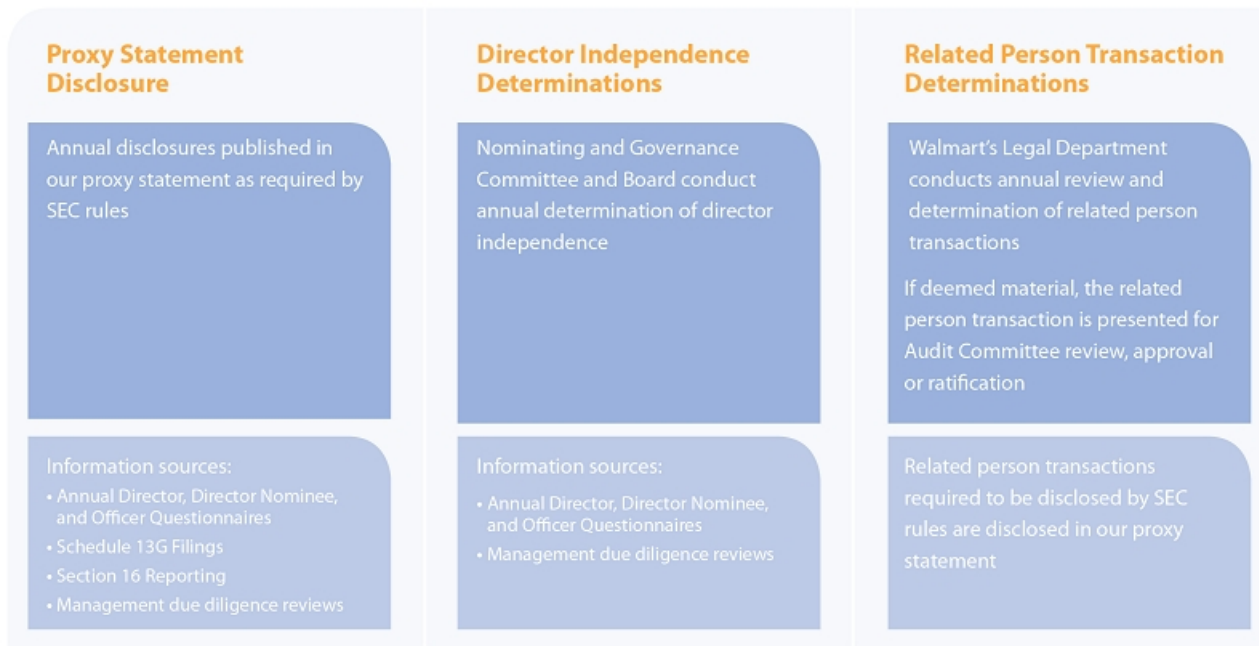 Proxy Statement
Disclosure
Annual disclosures published in
our proxy statement as required by
SEC rules
Information sources:
• Annual Director, Director Nominee,
and Officer Questionnaires
• Schedule 13G Filings
• Section 16 Reporting
• Management due diligence reviews
Director Independence
Determinations
Nominating and Governance
Committee and Board conduct
annual determination of director
independence
Information sources:
• Annual Director, Director Nominee,
and Officer Questionnaires
• Management due diligence reviews
Related Person Transaction
Determinations
Walmart's Legal Department
conducts annual review and
determination of related person
transactions
If deemed material, the related
person transaction is presented for
Audit Committee review, approval
or ratification
Related person transactions
required to be disclosed by SEC
rules are disclosed in our proxy
statement